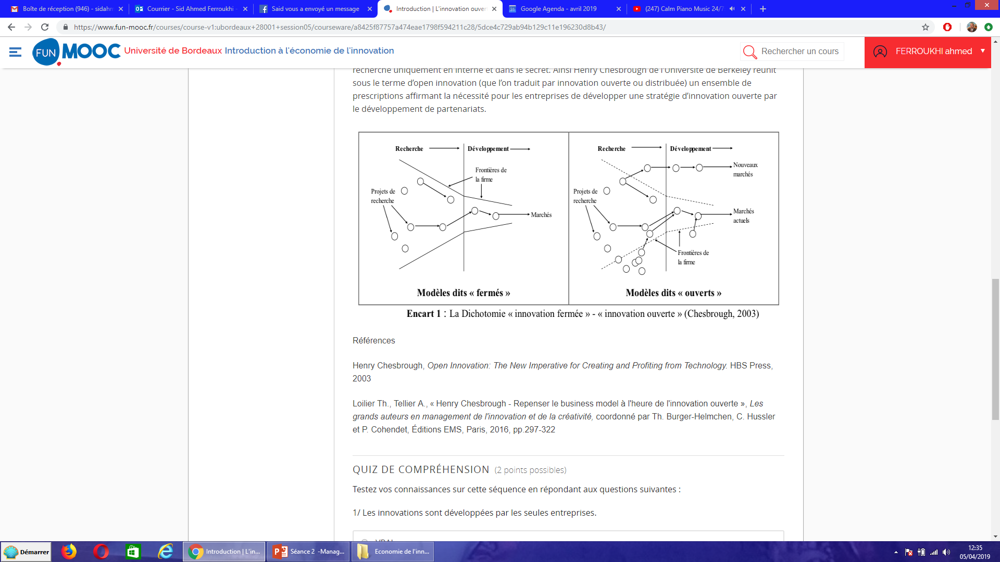 Boîte de réception (946) - sidahm
Courrier - Sid Ahmed Ferroukhi -
Said vous a envoyé un message
Introduction | L'innovation ouver
Google Agenda - avril 2019
(247) Calm Piano Music 24/7
https://www.fun-mooc.fr/courses/course-v1:ubordeaux+28001+session05/courseware/a8425f87757a474eae1798f594211c28/5dce4c729ab94b129c11e196230d8b43/
FUN MOOC Université de Bordeaux Introduction à l'économie de l'innovation
Rechercher un cours
FERROUKHI ahmed
recherche uniquement en interne et dans le secret. Ainsi Henry Chesbrough de l'Université de Berkeley réunit
sous le terme d’open innovation (que l’on traduit par innovation ouverte ou distribuée) un ensemble de
prescriptions affirmant la nécessité pour les entreprises de développer une stratégie d’innovation ouverte par
le développement de partenariats.
Recherche
Développement
Frontières de
la firme
Projets de
recherche
Marchés
Modèles dits « fermés »
Recherche
Développement
Nouveaux
marchés
Projets de
recherche
Marchés
actuels
Frontières de
la firme
Modèles dits « ouverts »
Encart 1 : La Dichotomie « innovation fermée » - « innovation ouverte » (Chesbrough, 2003)
Références
Henry Chesbrough, Open Innovation: The New Imperative for Creating and Profiting from Technology. HBS Press,
2003
Loilier Th., Tellier A., « Henry Chesbrough - Repenser le business model à l'heure de l'innovation ouverte », Les
grands auteurs en management de l'innovation et de la créativité, coordonné par Th. Burger-Helmchen, C. Hussler
et P. Cohendet, Éditions EMS, Paris, 2016, pp.297-322
QUIZ DE COMPRÉHENSION (2 points possibles)
Testez vos connaissances sur cette séquence en répondant aux questions suivantes :
1/ Les innovations sont développées par les seules entreprises.
VRAI
Démarrer
Introduction | L'in...
Séance 2 -Manag...
Economie de l'inn...
12:35
05/04/2019